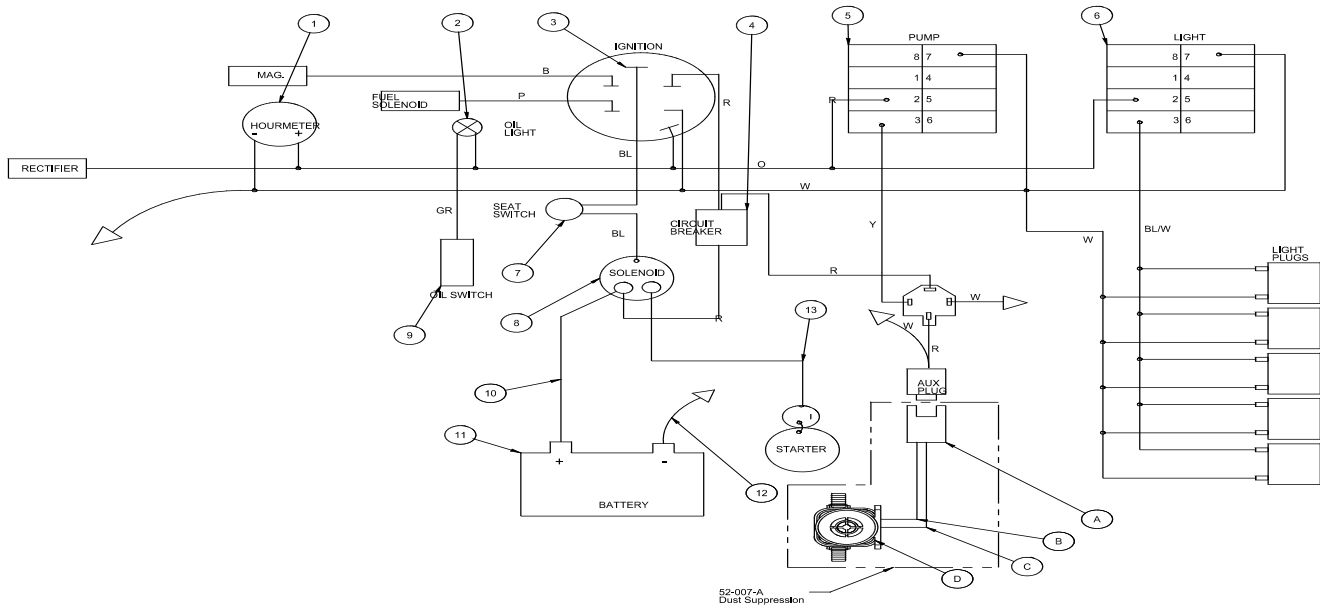 1
2
3
4
5
6
IGNITION
PUMP
LIGHT
MAG.
B
8 7
1 4
2 5
3 6
8 7
1 4
2 5
3 6
FUEL
SOLENOID
P
R
R
HOURMETER
- +
OIL
LIGHT
BL
RECTIFIER
O
W
GR
SEAT
SWITCH
CIRCUIT
BREAKER
Y
W
BL/W
BL
LIGHT
PLUGS
7
SOLENOID
R
OIL SWITCH
8
R
W
W
9
13
R
10
AUX
PLUG
11
I
STARTER
+ -
12
BATTERY
A
B
C
D
52-007-A
Dust Suppression